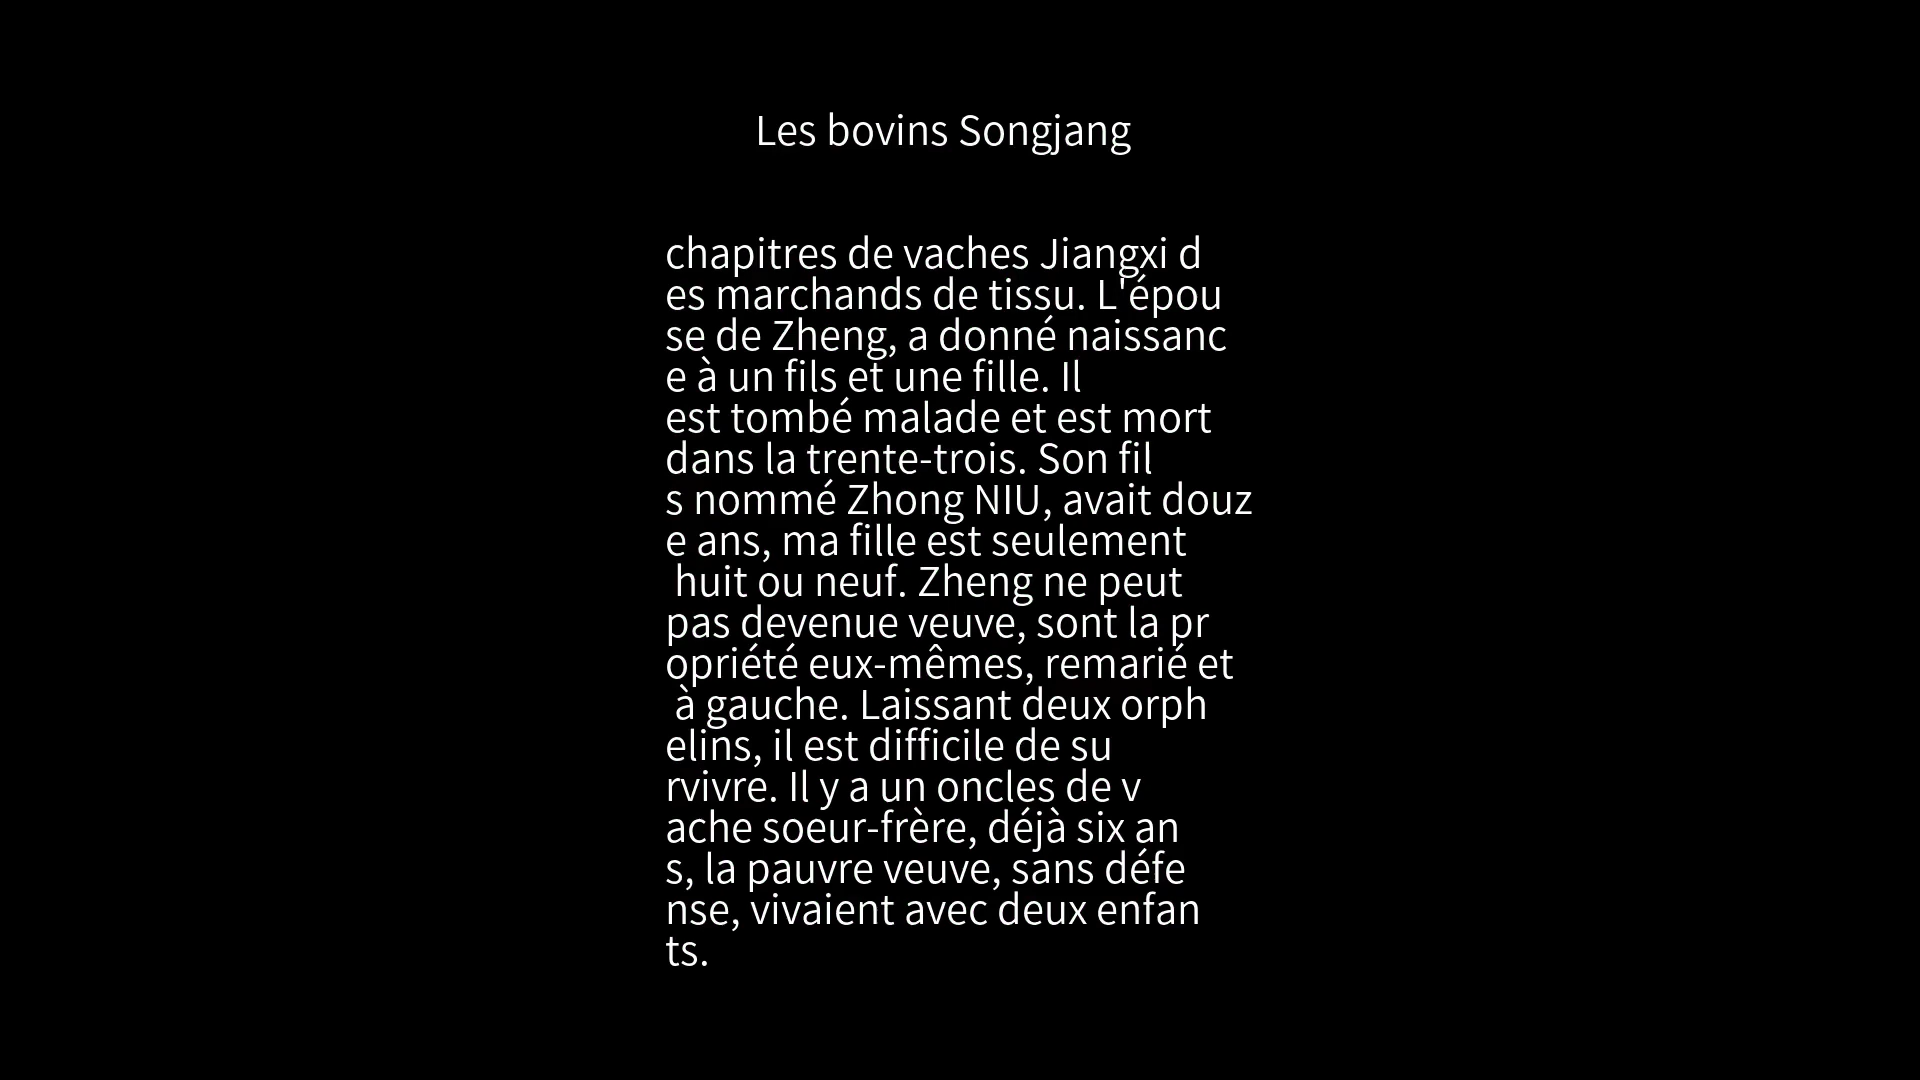 Les bovins Songjang
chapitres de vaches Jiangxi d
es marchands de tissu. L'épou
se de Zheng, a donné naissanc
e à un fils et une fille. Il
est tombé malade et est mort
dans la trente-trois. Son fil
s nommé Zhong NIU, avait douz
e ans, ma fille est seulement
huit ou neuf. Zheng ne peut
pas devenue veuve, sont la pr
opriété eux-mêmes, remarié et
à gauche. Laissant deux orph
elins, il est difficile de su
rvivre. Il y a un oncles de v
ache soeur-frère, déjà six an
s, la pauvre veuve, sans défe
nse, vivaient avec deux enfan
ts.